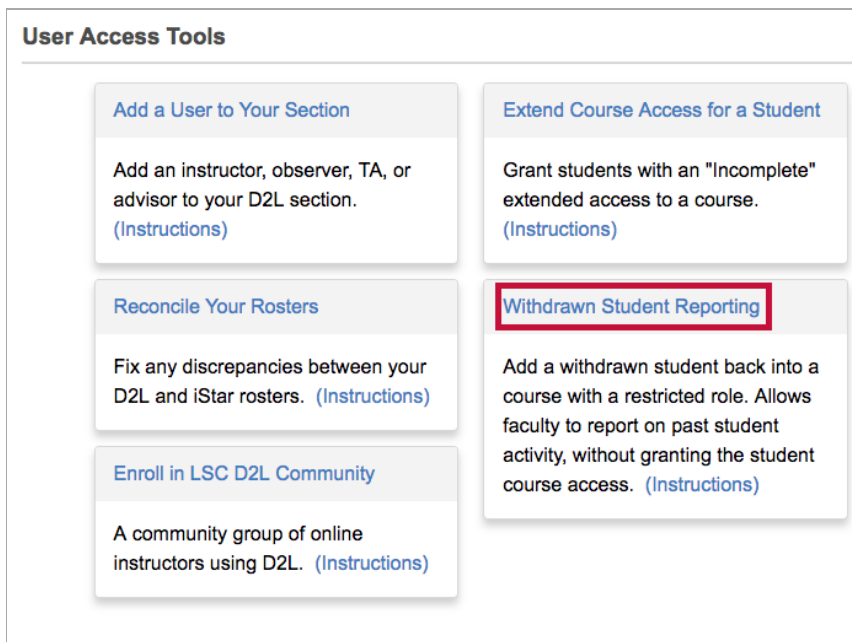 User Access Tools
Add a User to Your Section
Add an instructor, observer, TA, or
advisor to your D2L section.
(Instructions)
Extend Course Access for a Student
Grant students with an "Incomplete"
extended access to a course.
(Instructions)
Reconcile Your Rosters
Fix any discrepancies between your
D2L and iStar rosters. (Instructions)
Withdrawn Student Reporting
Add a withdrawn student back into a
course with a restricted role. Allows
faculty to report on past student
activity, without granting the student
course access. (Instructions)
Enroll in LSC D2L Community
A community group of online
instructors using D2L. (Instructions)